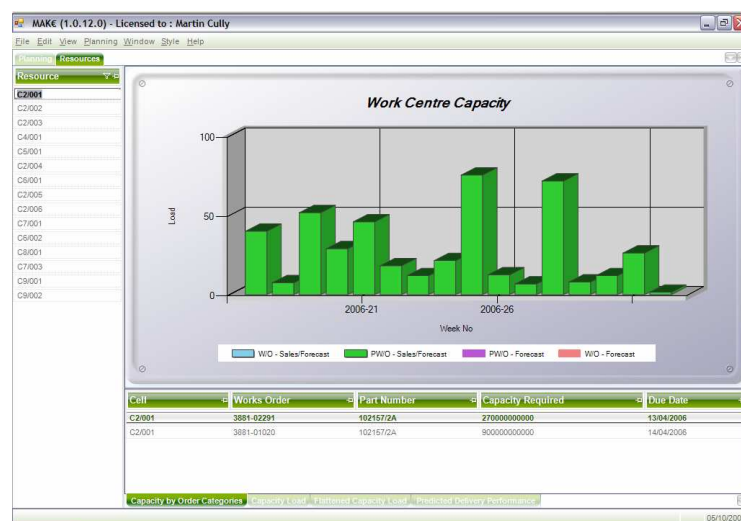 MAK€ (1.0.12.0) - Licensed to : Martin Cully
File Edit View Planning Window Style Help
Planning Resources
Resource
C2/001
C2/002
C2/003
C4/001
C5/001
C2/004
C6/001
C2/005
C2/006
C7/001
C6/002
C8/001
C7/003
C9/001
C9/002
Work Centre Capacity
100
50
0
Load
2006-21 2006-26
Week No
W/O - Sales/Forecast PWO - Sales/Forecast PWO - Forecast W/O - Forecast
Cell Works Order Part Number Capacity Required Due Date
C2/001 3881-02291 102157/2A 270000000000 13/04/2006
C2/001 3881-01020 102157/2A 900000000000 14/04/2006
Capacity by Order Categories Capacity Load Flattened Capacity Load Predicted Delivery Performance
05/10/200